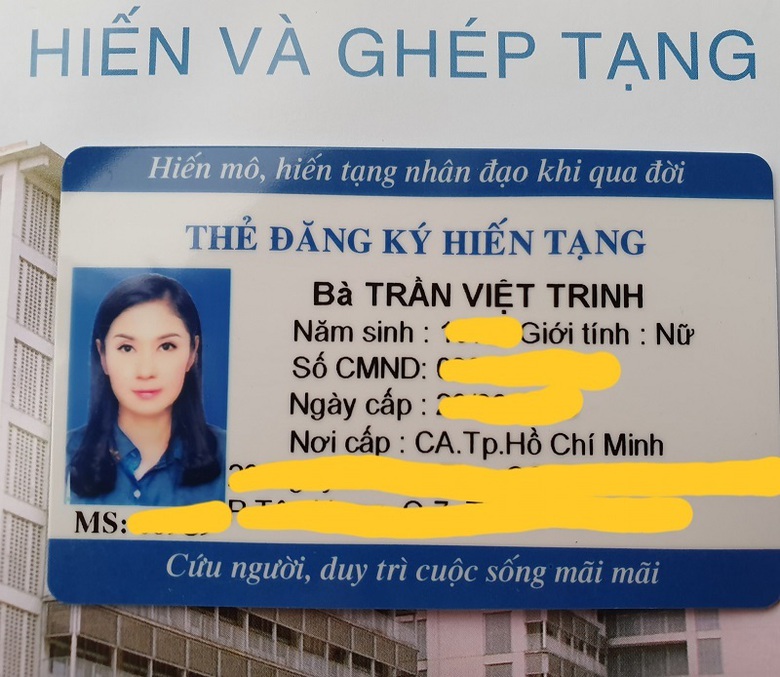 HIẾN VÀ GHÉP TẠNG
Hiến mô, hiến tạng nhân đạo khi qua đời
THẺ ĐĂNG KÝ HIẾN TẠNG
Bà TRẦN VIỆT TRINH
Năm sinh : Giới tính : Nữ
Số CMND:
Ngày cấp :
Nơi cấp : CA.Tp.Hồ Chí Minh
MS:
Cứu người, duy trì cuộc sống mãi mãi